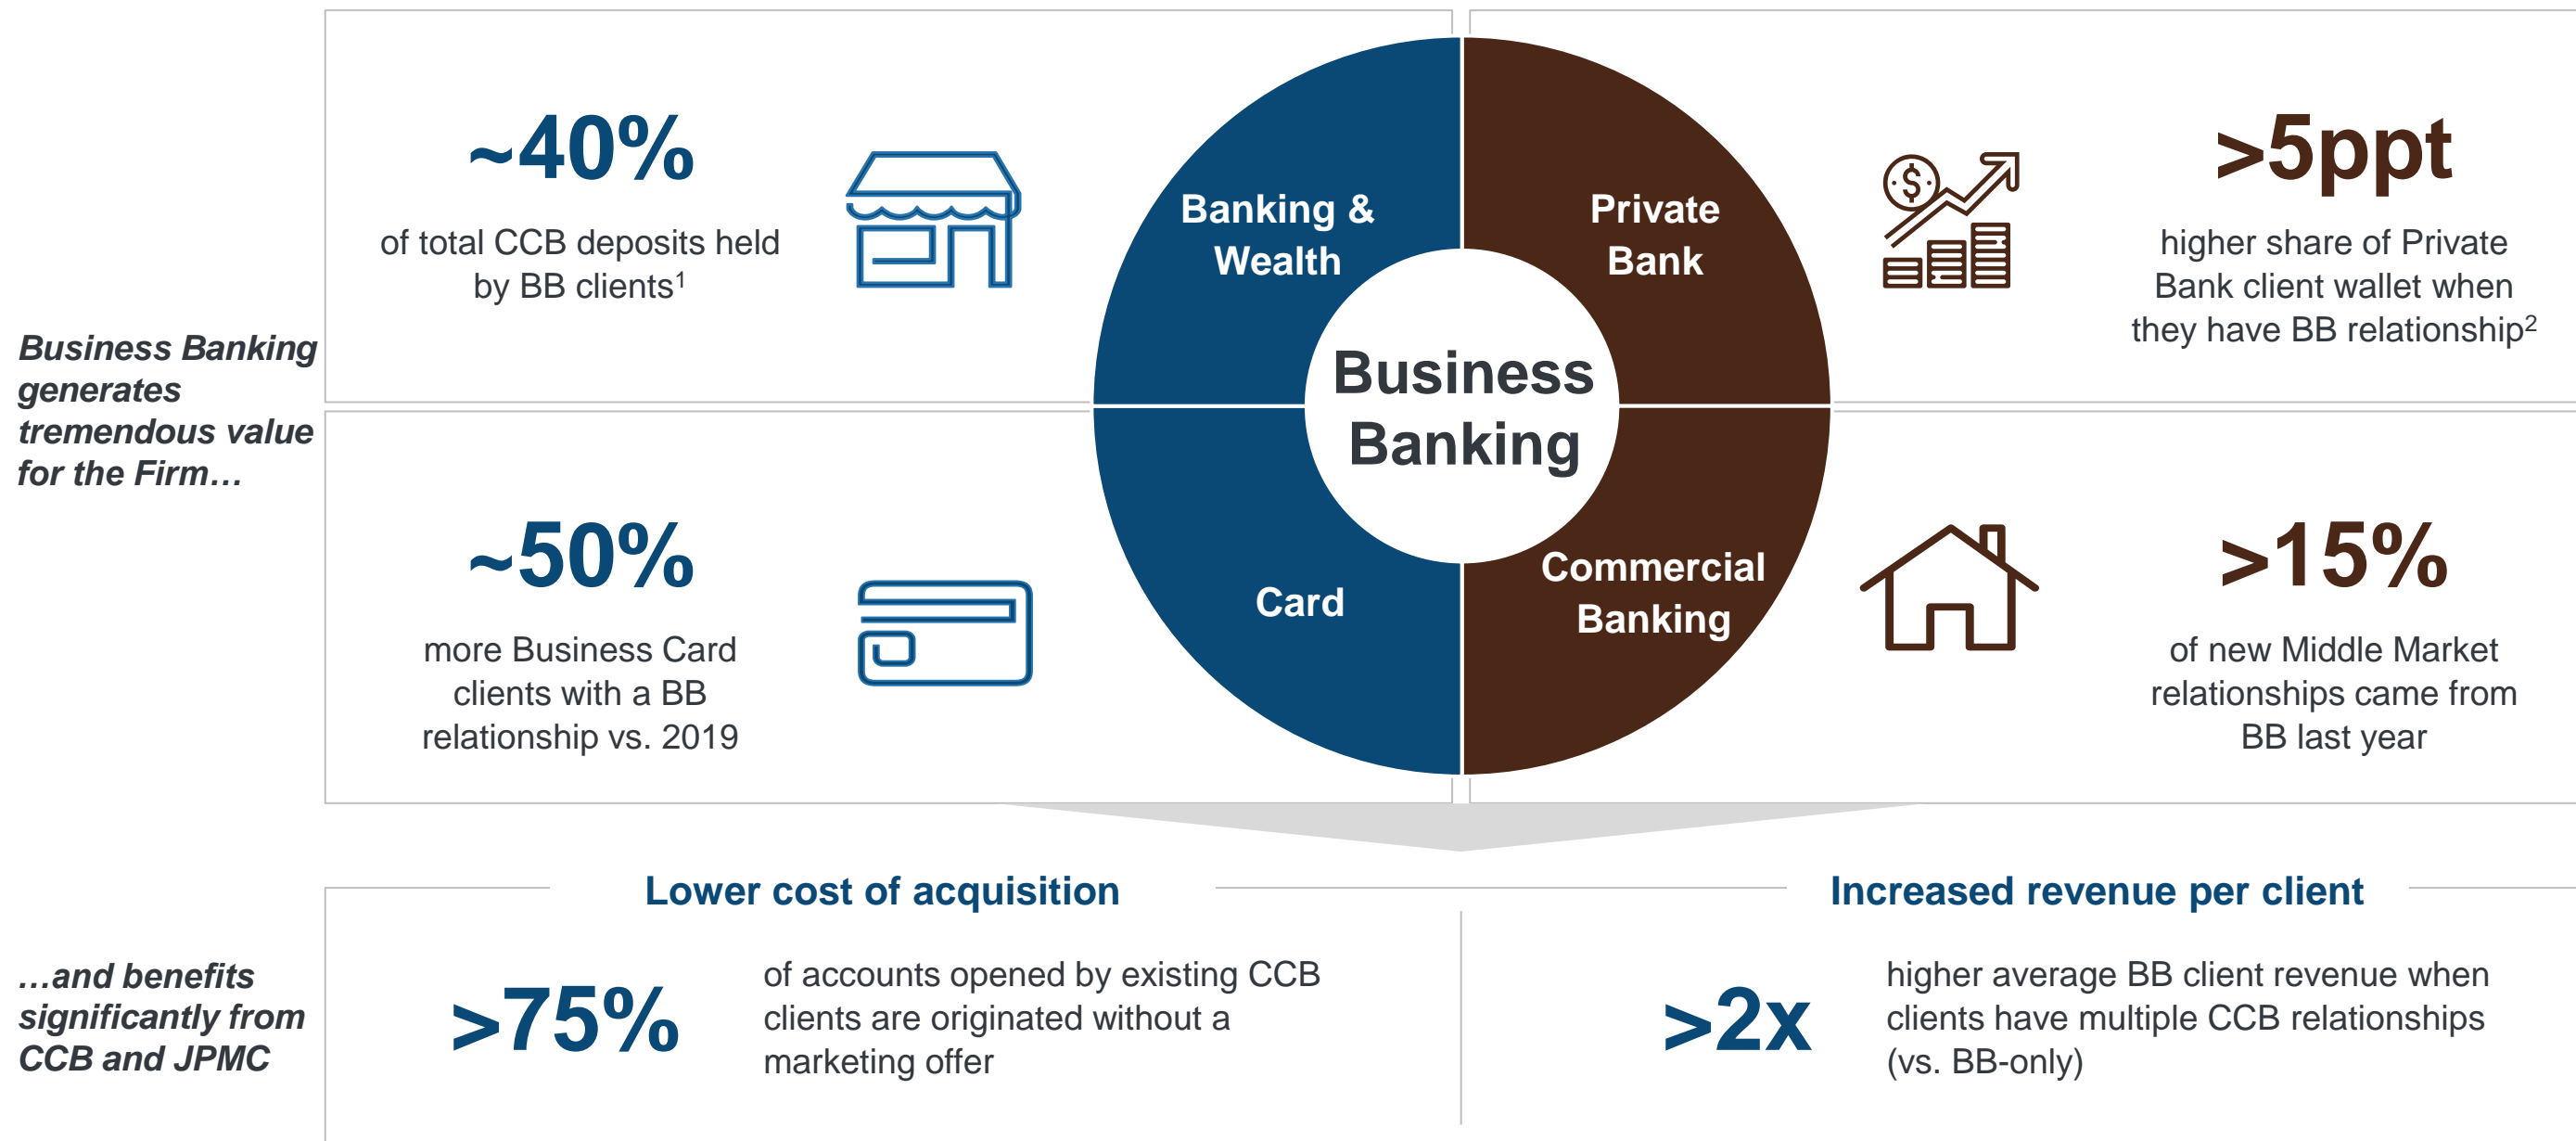 Business Banking
generates
tremendous value
for the Firm…
~40%
of total CCB deposits held
by BB clients1
Banking &
Wealth
Private
Bank
$
>5ppt
higher share of Private
Bank client wallet when
they have BB relationship2
Business
Banking
~50%
more Business Card
clients with a BB
relationship vs. 2019
Card
Commercial
Banking
>15%
of new Middle Market
relationships came from
BB last year
…and benefits
significantly from
CCB and JPMC
Lower cost of acquisition
>75%
of accounts opened by existing CCB
clients are originated without a
marketing offer
Increased revenue per client
>2x
higher average BB client revenue when
clients have multiple CCB relationships
(vs. BB-only)